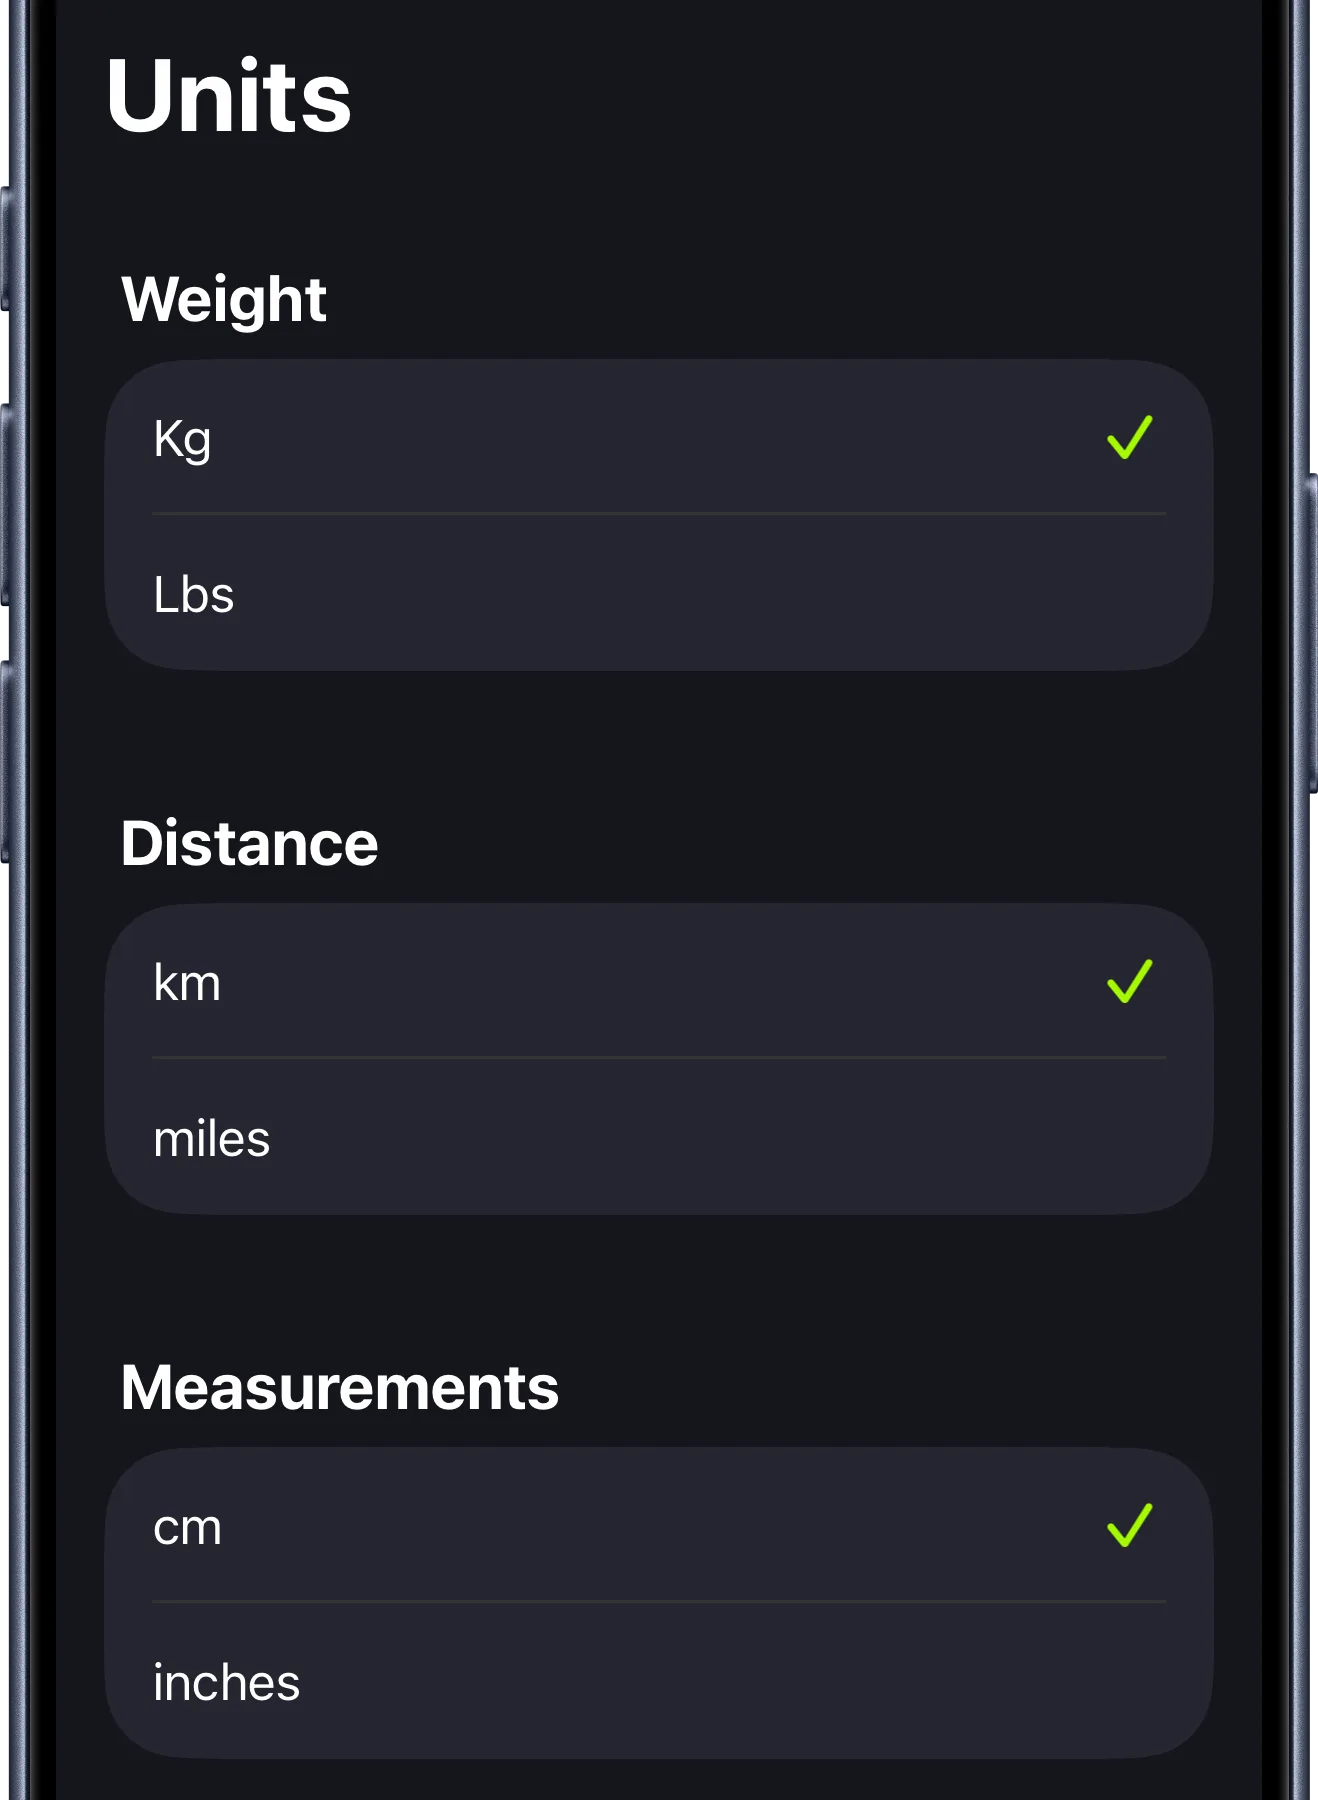 Units
Weight
Kg
Lbs
Distance
km
miles
Measurements
cm
inches